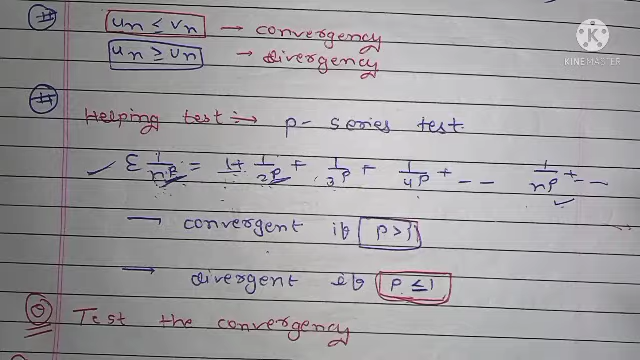 un ≤ vn → convergency
un ≥ vn → divergency
KINEMASTER
Helping test :→ p- series test.
Σ 1/n^p = 1 + 1/2^p + 1/3^p + 1/4^p + - - 1/n^p + - -
→ convergent if p > 1
→ divergent if p ≤ 1
Q Test the convergency